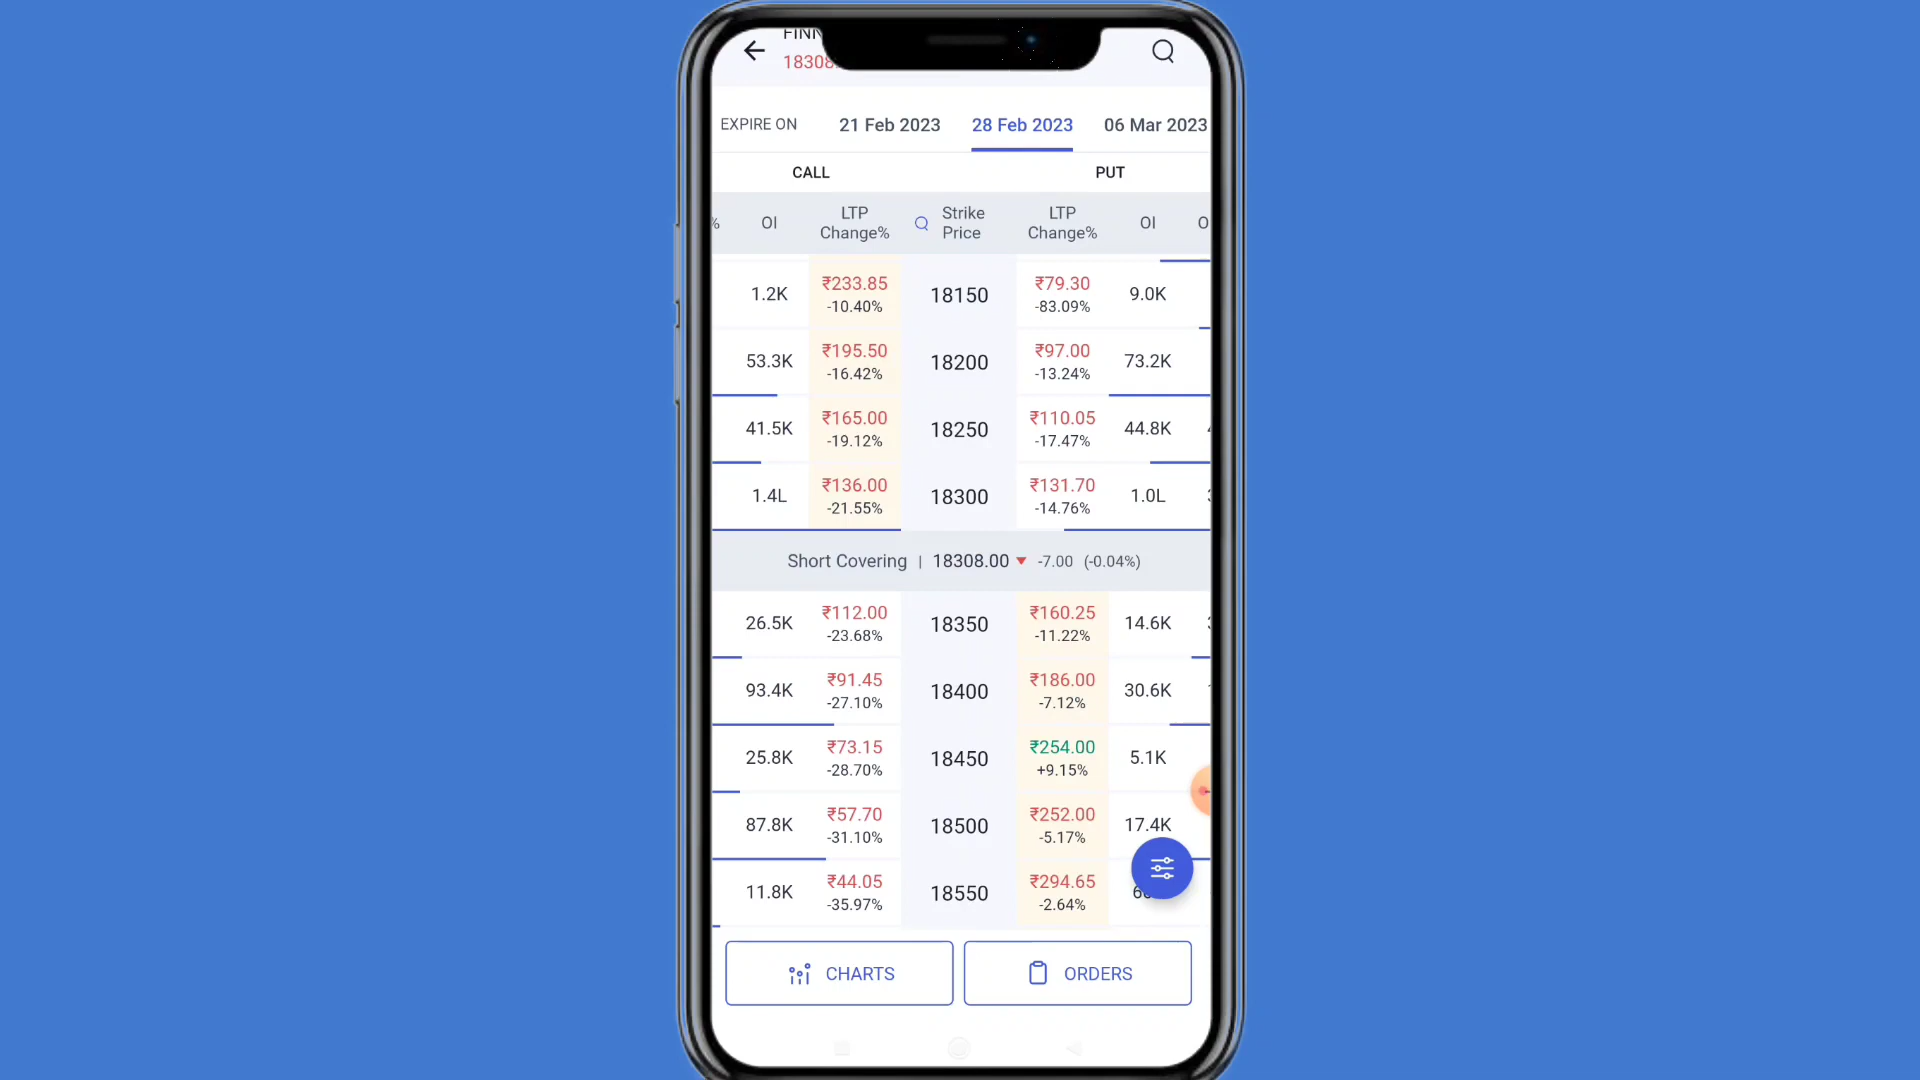 18308.
EXPIRE ON 21 Feb 2023 28 Feb 2023 06 Mar 2023
CALL PUT
% OI LTP Change% Strike Price LTP Change% OI O
1.2K ₹233.85 18150 ₹79.30 9.0K
-10.40% -83.09%
53.3K ₹195.50 18200 ₹97.00 73.2K
-16.42% -13.24%
41.5K ₹165.00 18250 ₹110.05 44.8K
-19.12% -17.47%
1.4L ₹136.00 18300 ₹131.70 1.0L
-21.55% -14.76%
Short Covering | 18308.00 ▼ -7.00 (-0.04%)
26.5K ₹112.00 18350 ₹160.25 14.6K
-23.68% -11.22%
93.4K ₹91.45 18400 ₹186.00 30.6K
-27.10% -7.12%
25.8K ₹73.15 18450 ₹254.00 5.1K
-28.70% +9.15%
87.8K ₹57.70 18500 ₹252.00 17.4K
-31.10% -5.17%
11.8K ₹44.05 18550 ₹294.65
-35.97% -2.64%
CHARTS ORDERS